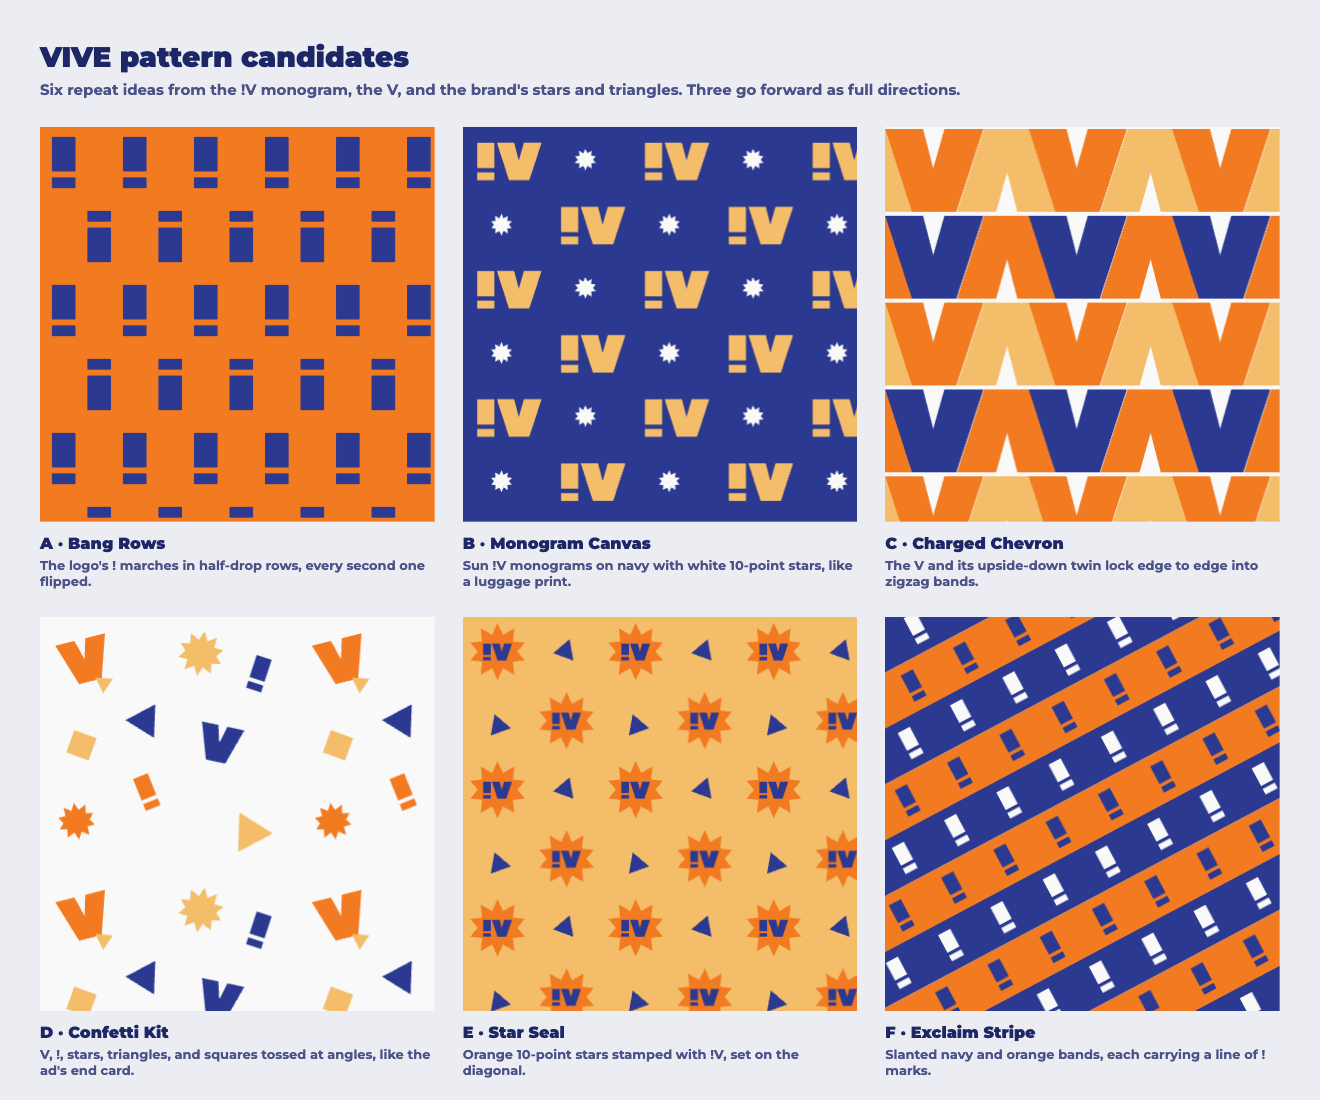 VIVE pattern candidates
Six repeat ideas from the !V monogram, the V, and the brand's stars and triangles. Three go forward as full directions.
!V !V !V
!V !V
!V !V !V
!V !V
!V !V !V
!V !V
A · Bang Rows
The logo's ! marches in half-drop rows, every second one
flipped.
B · Monogram Canvas
Sun !V monograms on navy with white 10-point stars, like
a luggage print.
C · Charged Chevron
The V and its upside-down twin lock edge to edge into
zigzag bands.
!V !V !V
!V !V !V
!V !V !V
!V !V !V
!V !V !V
!V !V !V
D · Confetti Kit
V, !, stars, triangles, and squares tossed at angles, like the
ad's end card.
E · Star Seal
Orange 10-point stars stamped with !V, set on the
diagonal.
F · Exclaim Stripe
Slanted navy and orange bands, each carrying a line of !
marks.